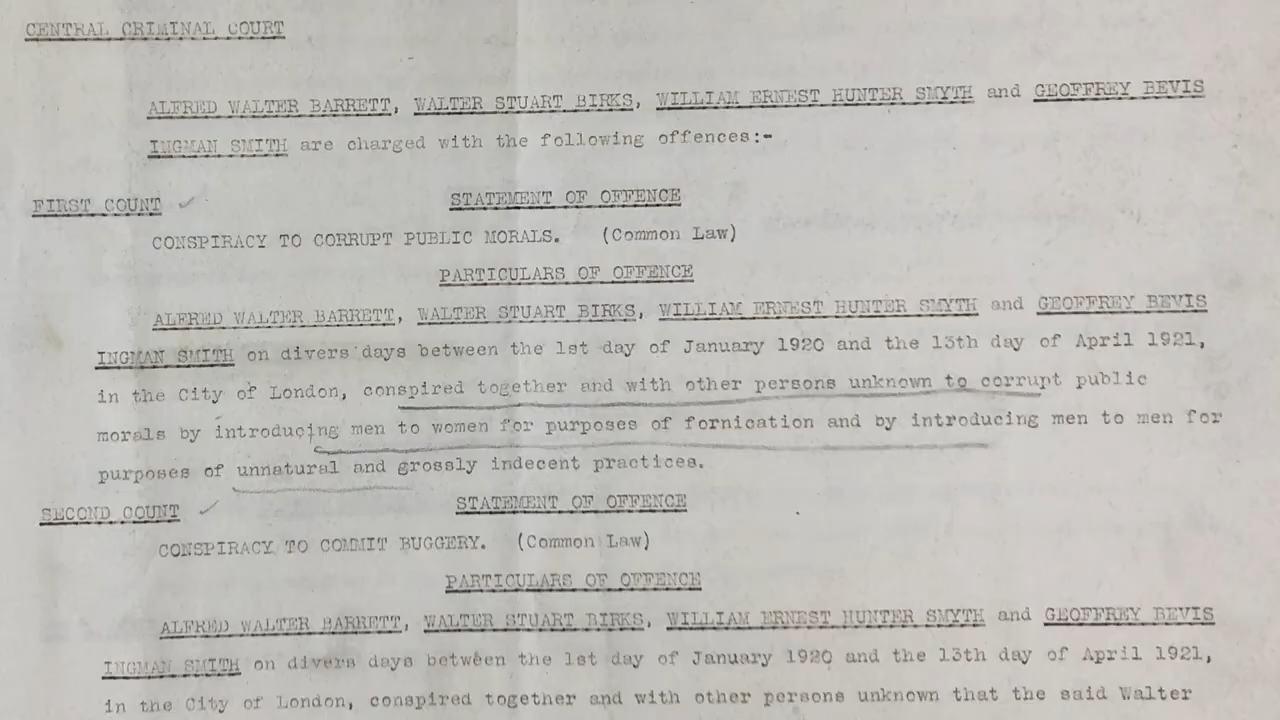 CENTRAL CRIMINAL COURT
ALFRED WALTER BARRETT, WALTER STUART BIRKS, WILLIAM ERNEST HUNTER SMYTH and GEOFFREY BEVIS
INGMAN SMITH are charged with the following offences:-
FIRST COUNT STATEMENT OF OFFENCE
CONSPIRACY TO CORRUPT PUBLIC MORALS. (Common Law)
PARTICULARS OF OFFENCE
ALFRED WALTER BARRETT, WALTER STUART BIRKS, WILLIAM ERNEST HUNTER SMYTH and GEOFFREY BEVIS
INGMAN SMITH on divers days between the 1st day of January 1920 and the 13th day of April 1921,
in the City of London, conspired together and with other persons unknown to corrupt public
morals by introducing men to women for purposes of fornication and by introducing men to men for
purposes of unnatural and grossly indecent practices.
SECOND COUNT STATEMENT OF OFFENCE
CONSPIRACY TO COMMIT BUGGERY. (Common Law)
PARTICULARS OF OFFENCE
ALFRED WALTER BARRETT, WALTER STUART BIRKS, WILLIAM ERNEST HUNTER SMYTH and GEOFFREY BEVIS
INGMAN SMITH on divers days between the 1st day of January 1920 and the 13th day of April 1921,
in the City of London, conspired together and with other persons unknown that the said Walter